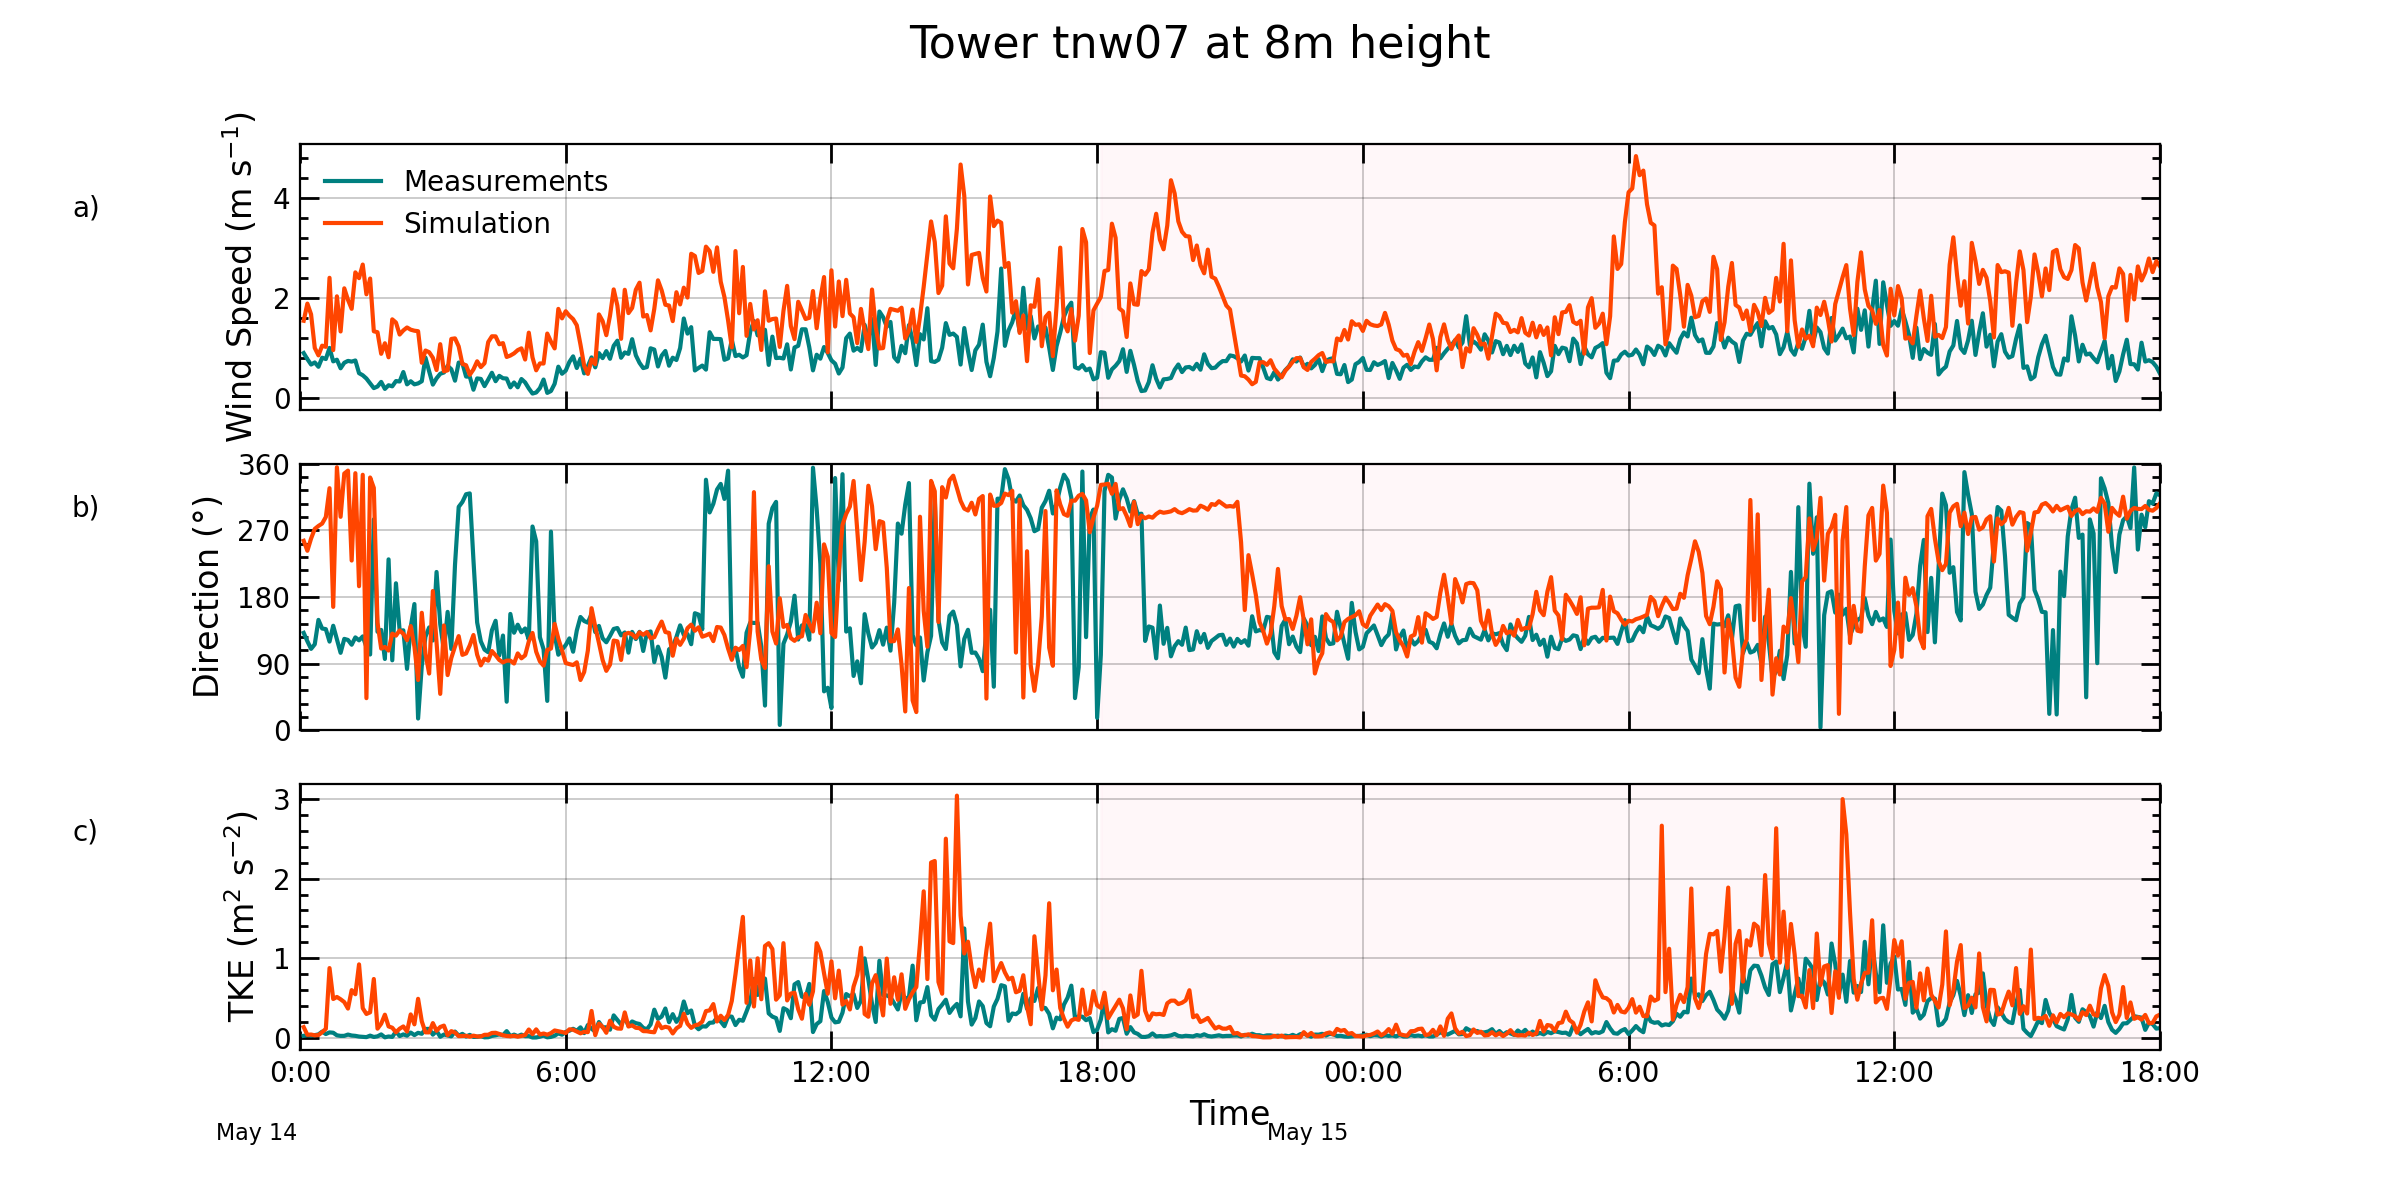 Tower tnw07 at 8m height
a)
Wind Speed (m s⁻¹)
4
2
0
Measurements
Simulation
b)
Direction (°)
360
270
180
90
0
c)
TKE (m² s⁻²)
3
2
1
0
0:00 6:00 12:00 18:00 00:00 6:00 12:00 18:00
Time
May 14 May 15